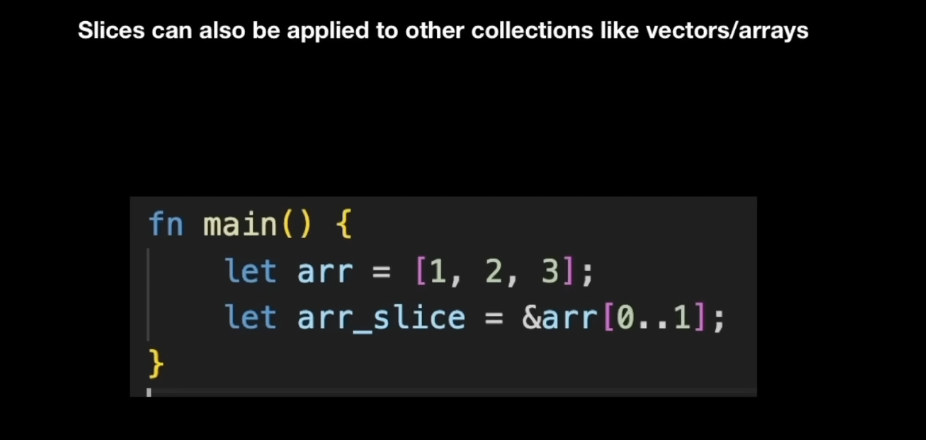 Slices can also be applied to other collections like vectors/arrays
fn main() {
    let arr = [1, 2, 3];
    let arr_slice = &arr[0..1];
}